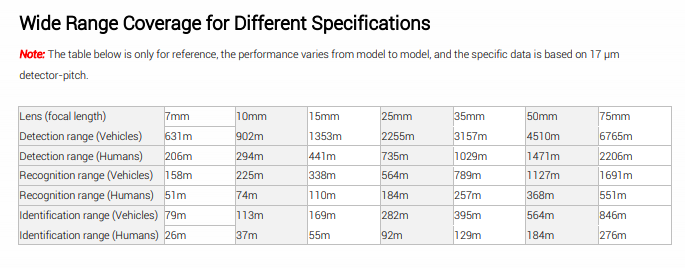 Wide Range Coverage for Different Specifications
Note: The table below is only for reference, the performance varies from model to model, and the specific data is based on 17 μm
detector-pitch.
Lens (focal length) 7mm 10mm 15mm 25mm 35mm 50mm 75mm
Detection range (Vehicles) 631m 902m 1353m 2255m 3157m 4510m 6765m
Detection range (Humans) 206m 294m 441m 735m 1029m 1471m 2206m
Recognition range (Vehicles) 158m 225m 338m 564m 789m 1127m 1691m
Recognition range (Humans) 51m 74m 110m 184m 257m 368m 551m
Identification range (Vehicles) 79m 113m 169m 282m 395m 564m 846m
Identification range (Humans) 26m 37m 55m 92m 129m 184m 276m